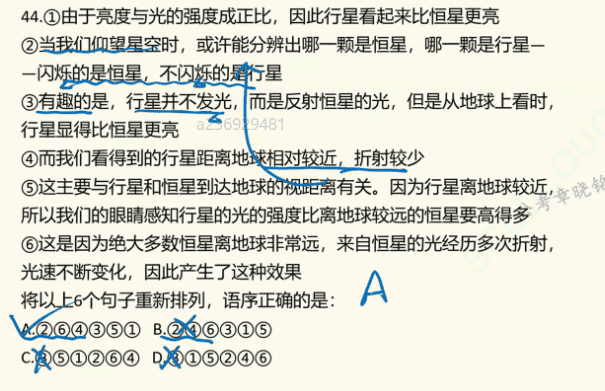 44.①由于亮度与光的强度成正比，因此行星看起来比恒星更亮
②当我们仰望星空时，或许能分辨出哪一颗是恒星，哪一颗是行星—
—闪烁的是恒星，不闪烁的是行星
③有趣的是，行星并不发光，而是反射恒星的光，但是从地球上看时，
行星显得比恒星更亮
a236929481
④而我们看得到的行星距离地球相对较近，折射较少
⑤这主要与行星和恒星到达地球的视距离有关。因为行星离地球较近，
所以我们的眼睛感知行星的光的强度比离地球较远的恒星要高得多
考章晓铭
⑥这是因为绝大多数恒星离地球非常远，来自恒星的光经历多次折射，
光速不断变化，因此产生了这种效果
将以上6个句子重新排列，语序正确的是： A
A.②⑥④③⑤① B.②④⑥③①⑤
C.③⑤①②⑥④ D.③①⑤②④⑥